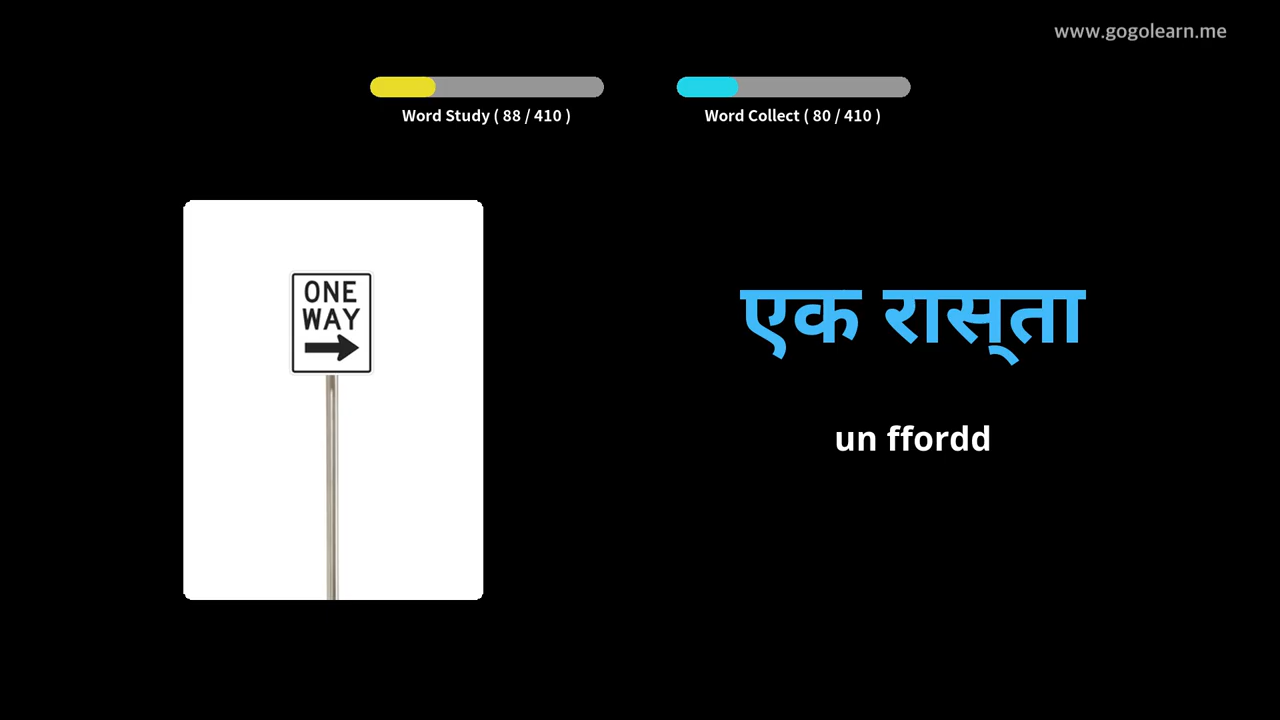 www.gogolearn.me
Word Study ( 88 / 410 )
Word Collect ( 80 / 410 )
ONE
WAY
एक रास्ता
un ffordd